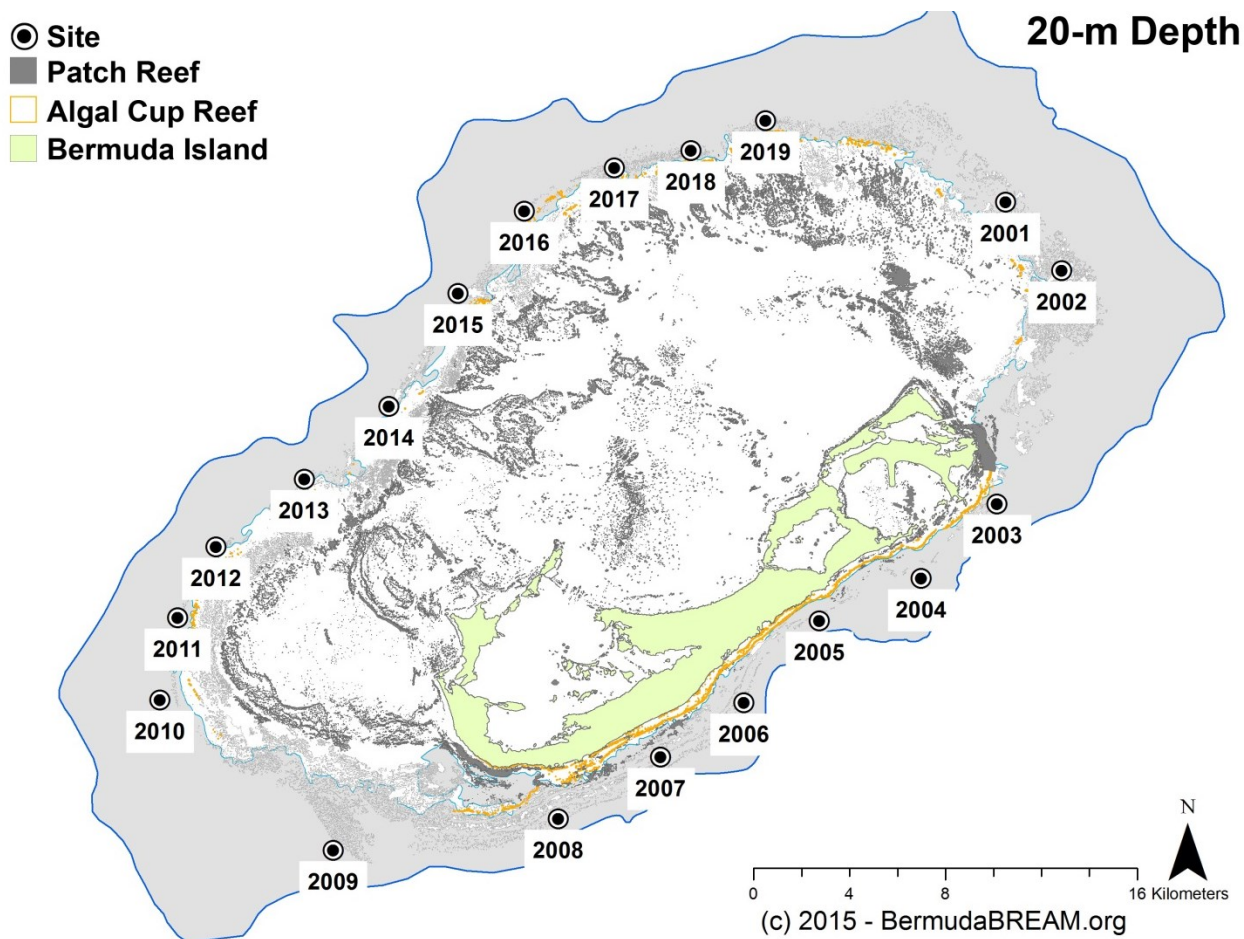 20-m Depth
Site
Patch Reef
Algal Cup Reef
Bermuda Island
2019
2018
2017
2016
2001
2002
2015
2014
2013
2003
2012
2004
2011
2005
2010
2006
2007
2008
2009
N
0 4 8 16 Kilometers
(c) 2015 - BermudaBREAM.org